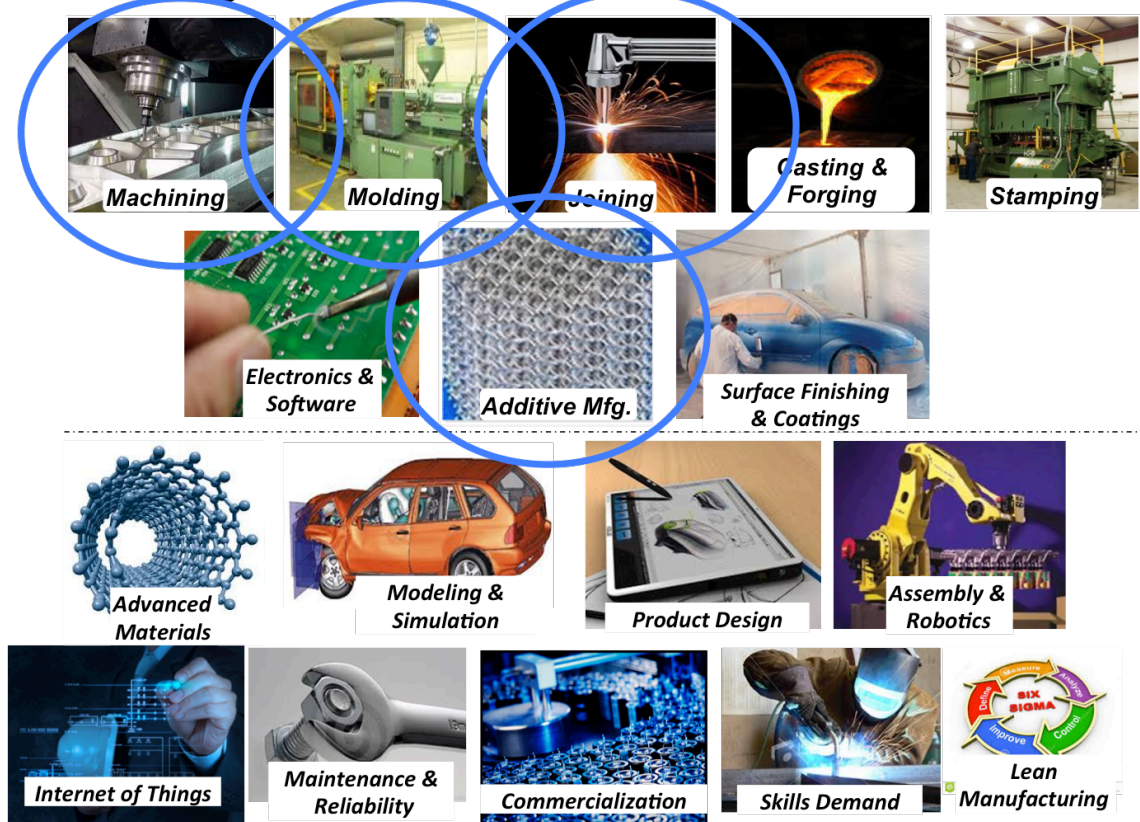 Machining
Molding
Joining
Casting &
Forging
Stamping
Electronics &
Software
Additive Mfg.
Surface Finishing
& Coatings
Advanced
Materials
Modeling &
Simulation
Product Design
Assembly &
Robotics
Internet of Things
Maintenance &
Reliability
Commercialization
Skills Demand
Measure
Analyze
Define
SIX
SIGMA
Improve
Control
Lean
Manufacturing